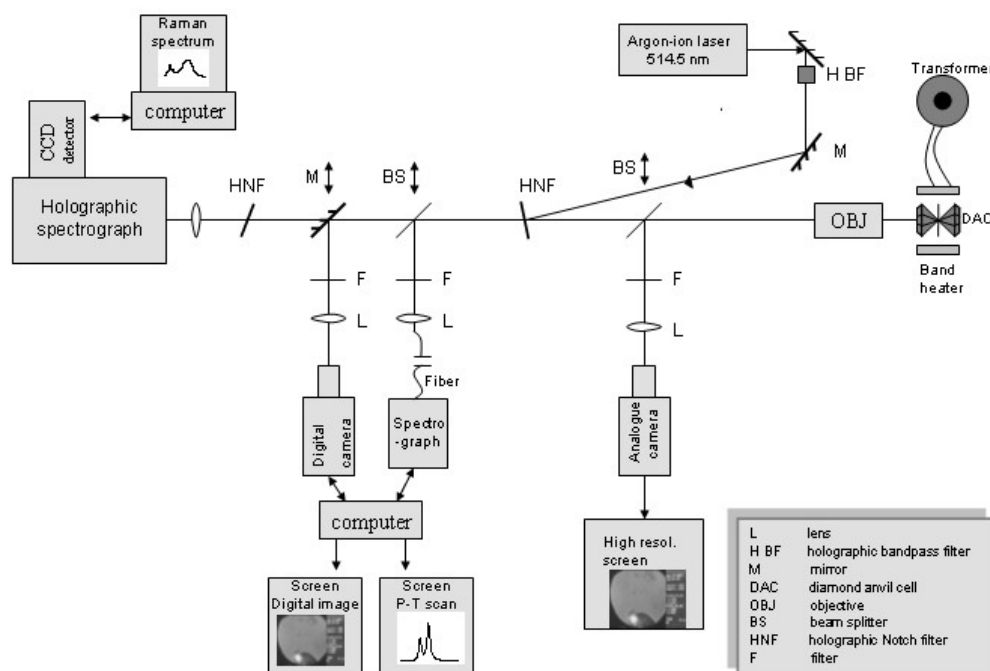 Raman
spectrum
computer
CCD
detector
Holographic
spectrograph
HNF
M
BS
HNF
BS
Argon-ion laser
514.5 nm
H BF
M
Transformer
OBJ
DAC
Band
heater
F
L
F
L
F
L
Fiber
Digital
camera
Spectro
-graph
Analogue
camera
computer
Screen
Digital image
Screen
P-T scan
High resol.
screen
L lens
H BF holographic bandpass filter
M mirror
DAC diamond anvil cell
OBJ objective
BS beam splitter
HNF holographic Notch filter
F filter